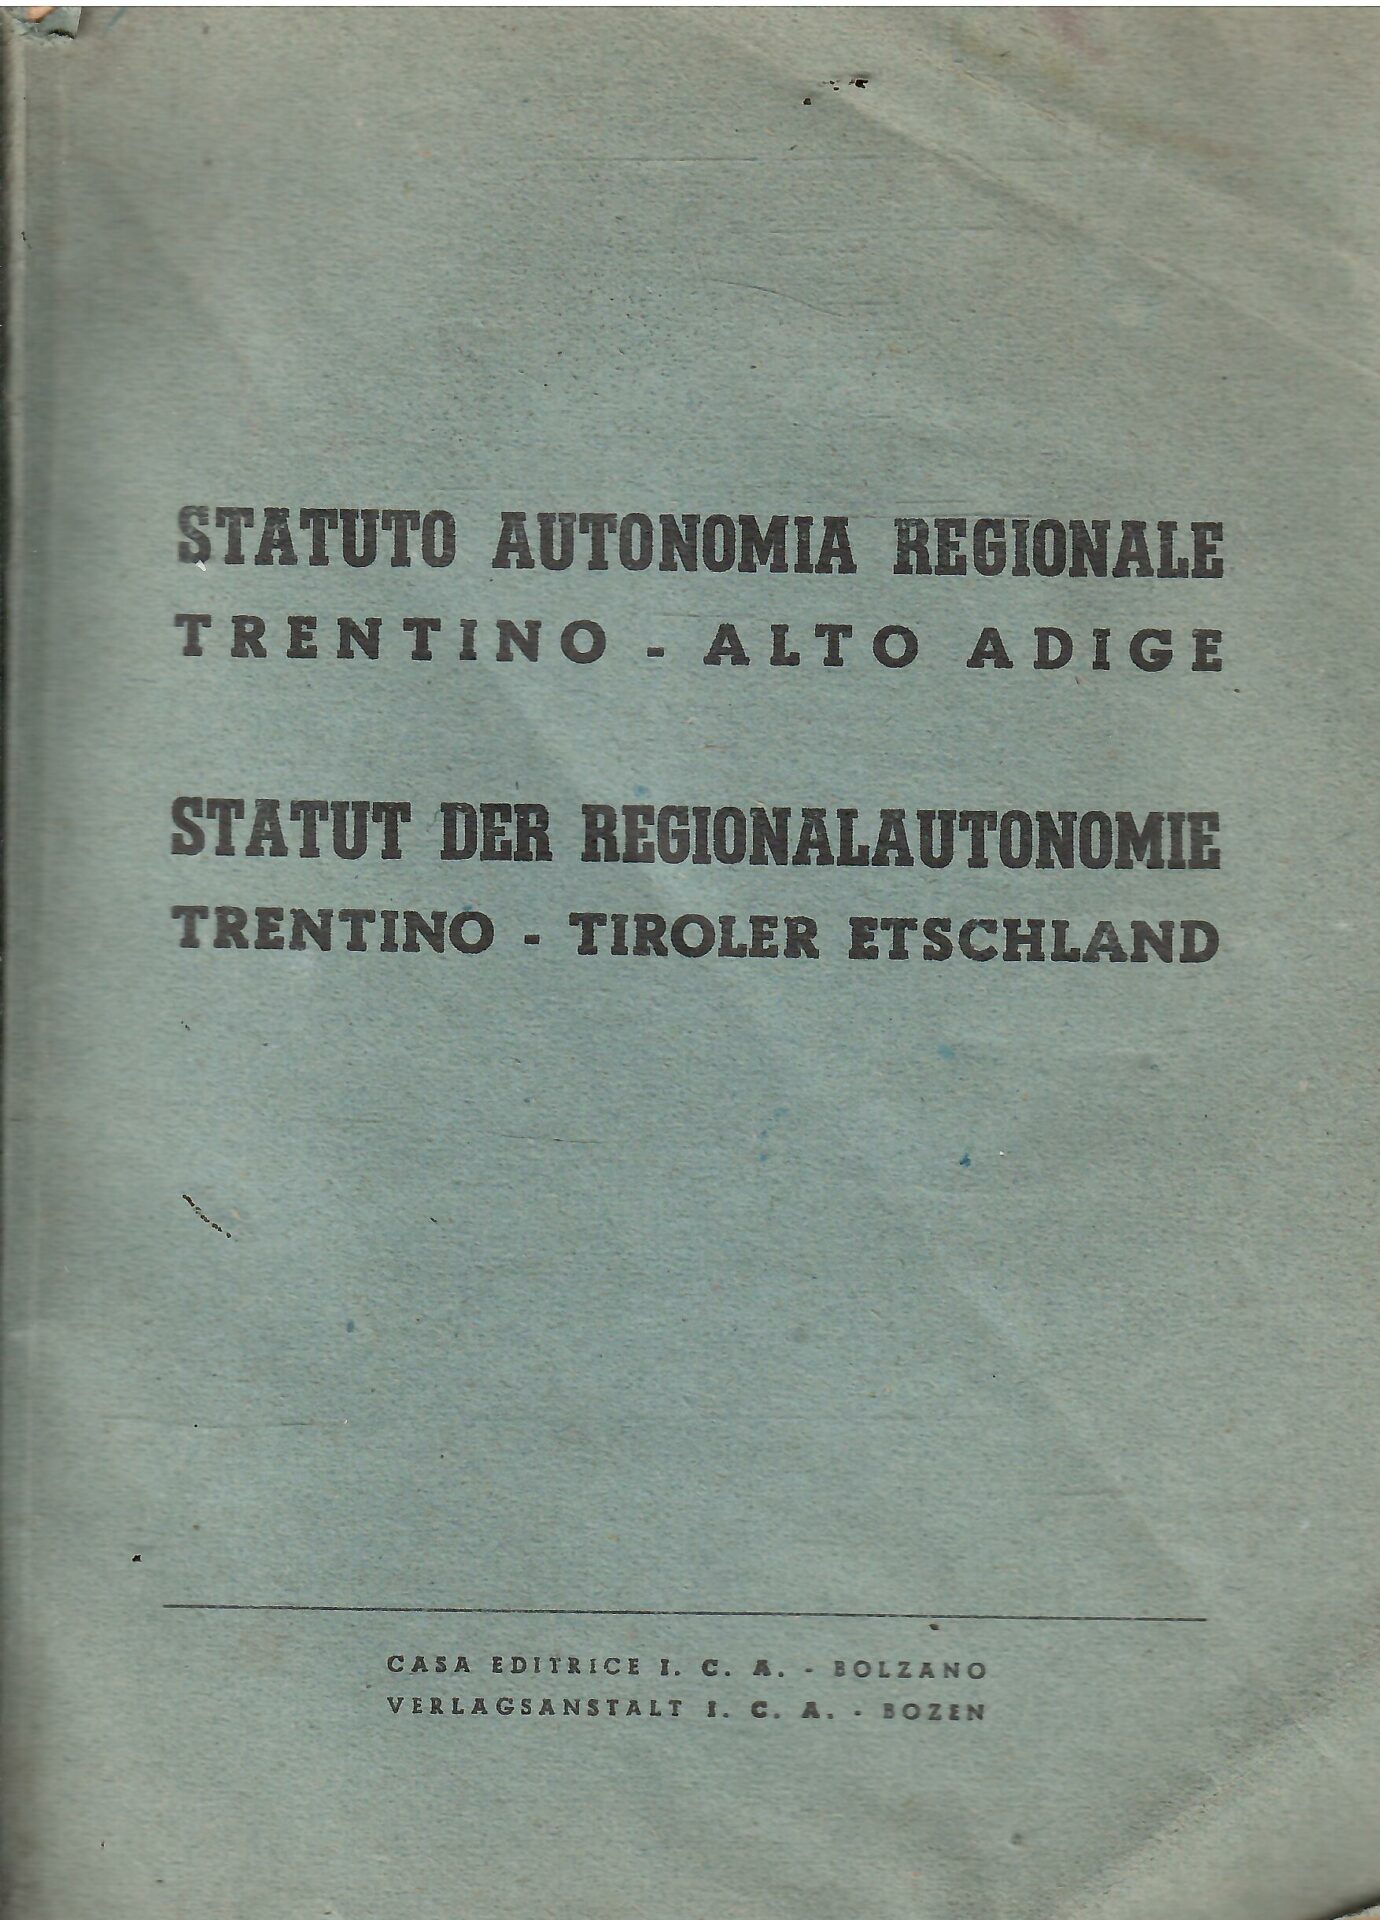 STATUTO AUTONOMIA REGIONALE
TRENTINO - ALTO ADIGE
STATUT DER REGIONALAUTONOMIE
TRENTINO - TIROLER ETSCHLAND
CASA EDITRICE I. C. A. - BOLZANO
VERLAGSANSTALT I. C. A. - BOZEN